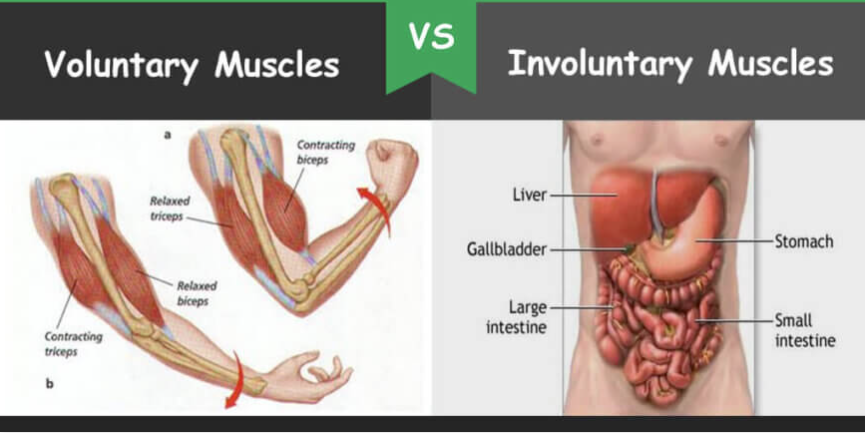 Voluntary Muscles
VS
Involuntary Muscles
a
Contracting
biceps
Relaxed
triceps
Relaxed
biceps
Contracting
triceps
b
Liver
Gallbladder
Large
intestine
Stomach
Small
intestine